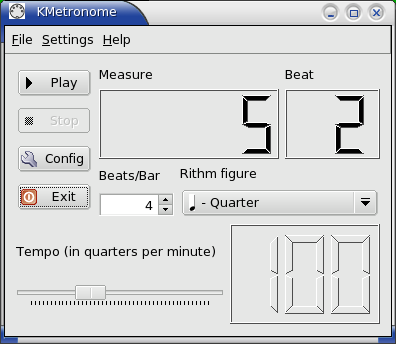 KMetronome
File Settings Help
Play
Measure
Beat
5
2
Stop
Config
Exit
Beats/Bar
4
Rithm figure
♩ - Quarter
Tempo (in quarters per minute)
100